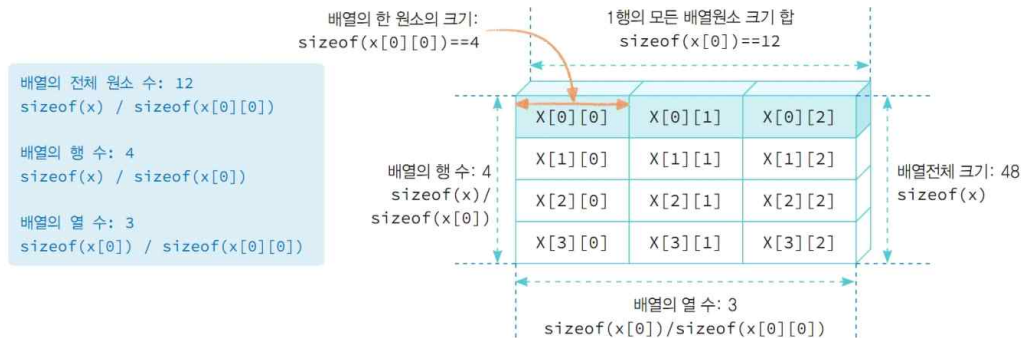 배열의 한 원소의 크기:
sizeof(x[0][0])==4
1행의 모든 배열원소 크기 합
sizeof(x[0])==12
배열의 전체 원소 수: 12
sizeof(x) / sizeof(x[0][0])
배열의 행 수: 4
sizeof(x) / sizeof(x[0])
배열의 열 수: 3
sizeof(x[0]) / sizeof(x[0][0])
배열의 행 수: 4
sizeof(x)/
sizeof(x[0])
X[0][0] X[0][1] X[0][2]
X[1][0] X[1][1] X[1][2]
X[2][0] X[2][1] X[2][2]
X[3][0] X[3][1] X[3][2]
배열전체 크기: 48
sizeof(x)
배열의 열 수: 3
sizeof(x[0])/sizeof(x[0][0])